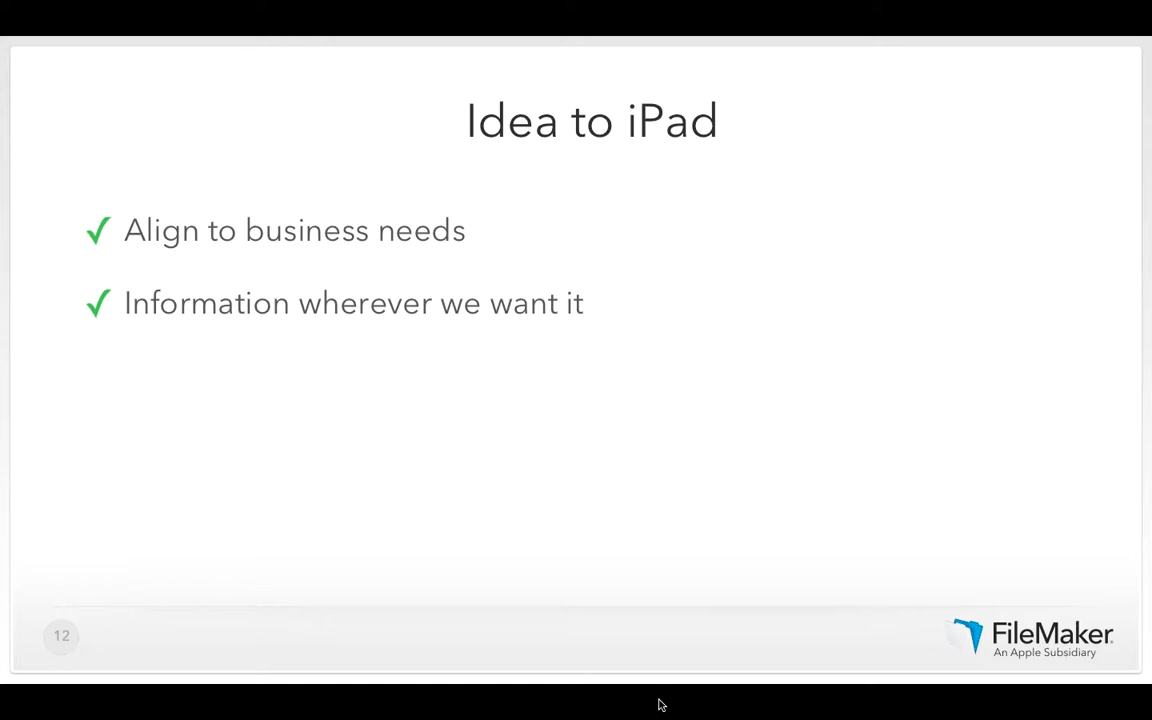 Idea to iPad
✓ Align to business needs
✓ Information wherever we want it
12
FileMaker
An Apple Subsidiary